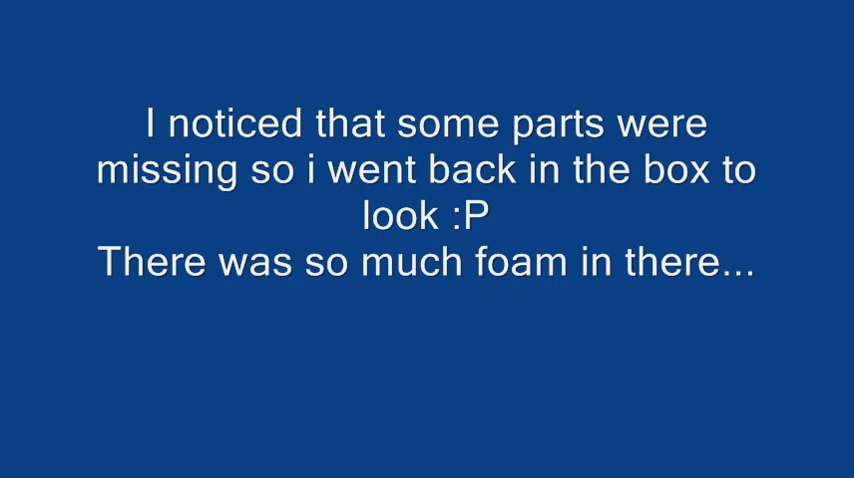 I noticed that some parts were
missing so i went back in the box to
look :P
There was so much foam in there...